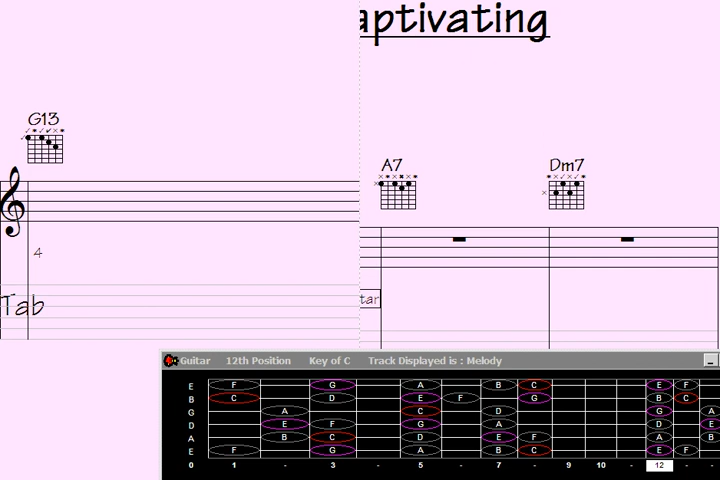 aptivating
G13
A7
Dm7
4
Tab
tar
Guitar 12th Position Key of C Track Displayed is : Melody
E F G A B C E F
B C D E F G B C
G A C D G A
D E F G A D E
A B C D E F A B
E F G A B C E F
0 1 - 3 - 5 - 7 - 9 10 - 12 - -